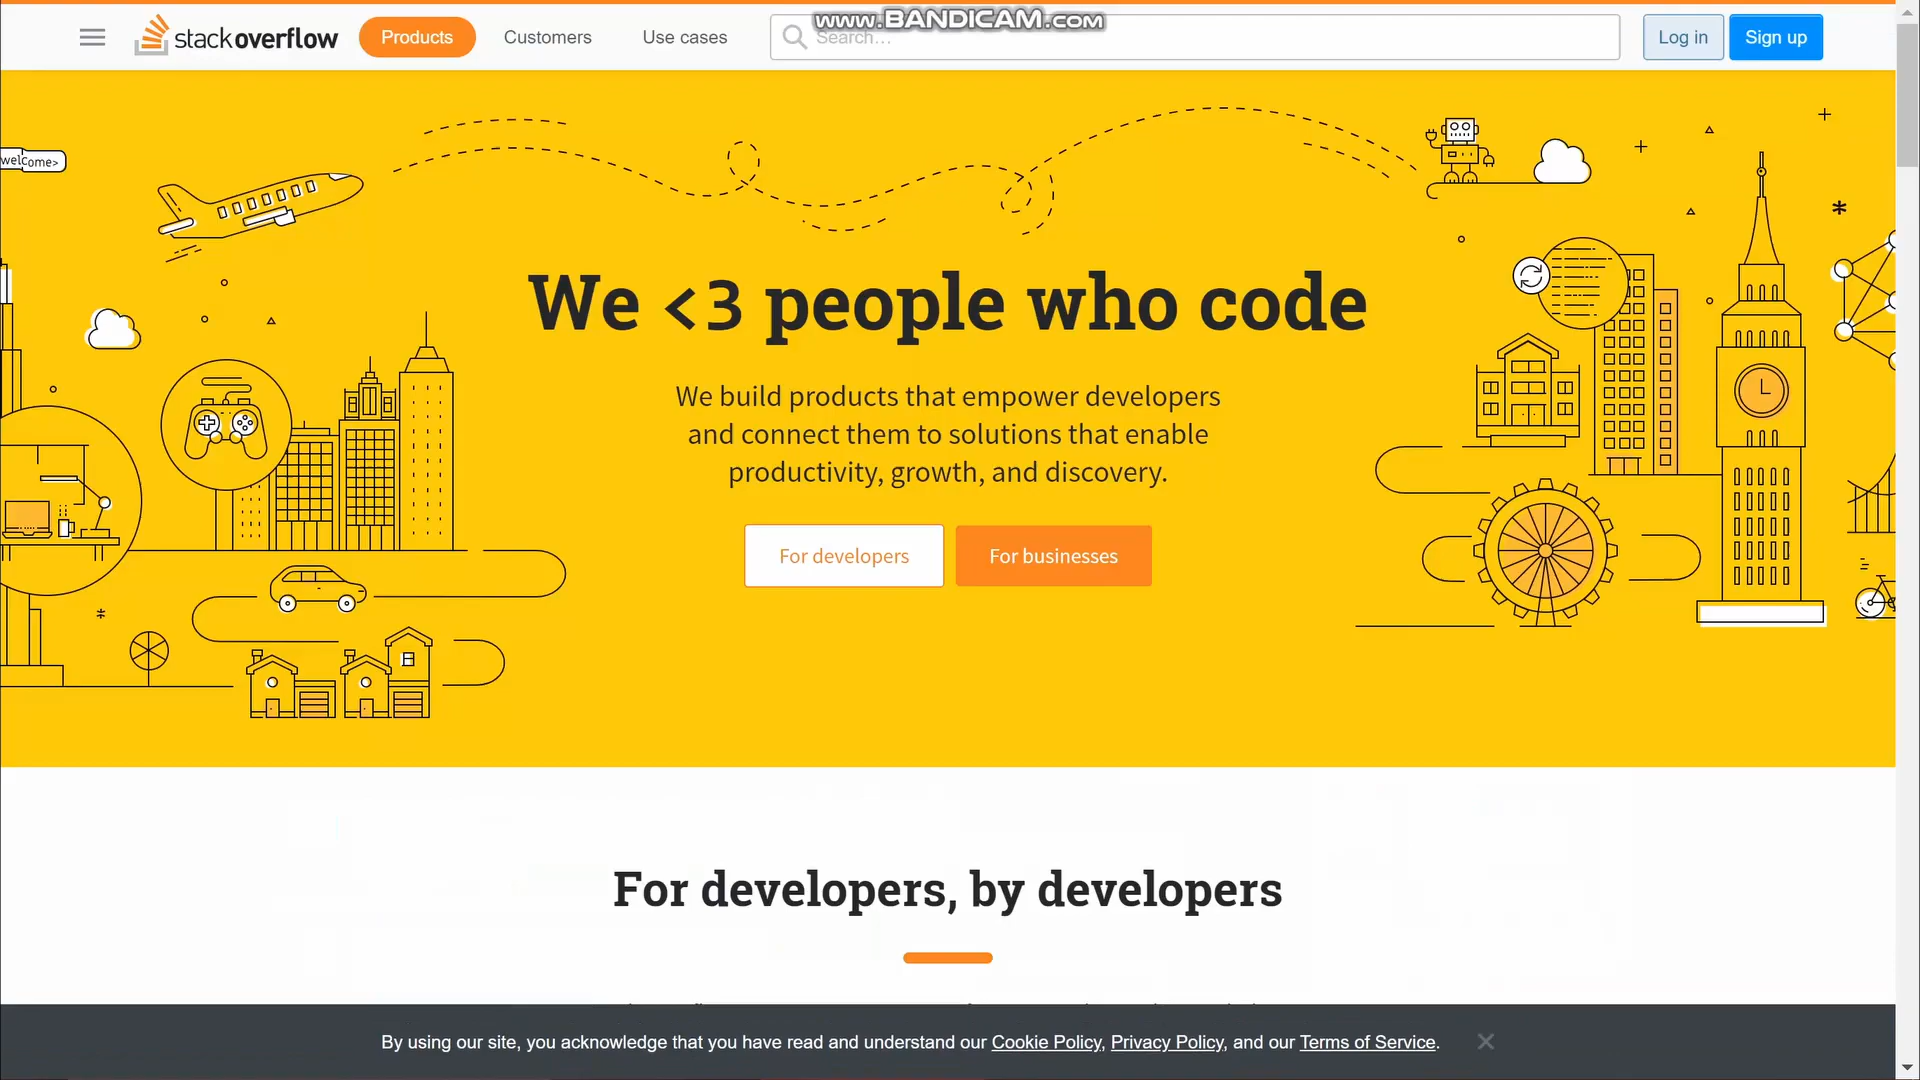 www.BANDICAM.com
stackoverflow
Products
Customers
Use cases
Search…
Log in
Sign up
welcome>
We <3 people who code
We build products that empower developers
and connect them to solutions that enable
productivity, growth, and discovery.
For developers
For businesses
For developers, by developers
By using our site, you acknowledge that you have read and understand our Cookie Policy, Privacy Policy, and our Terms of Service.